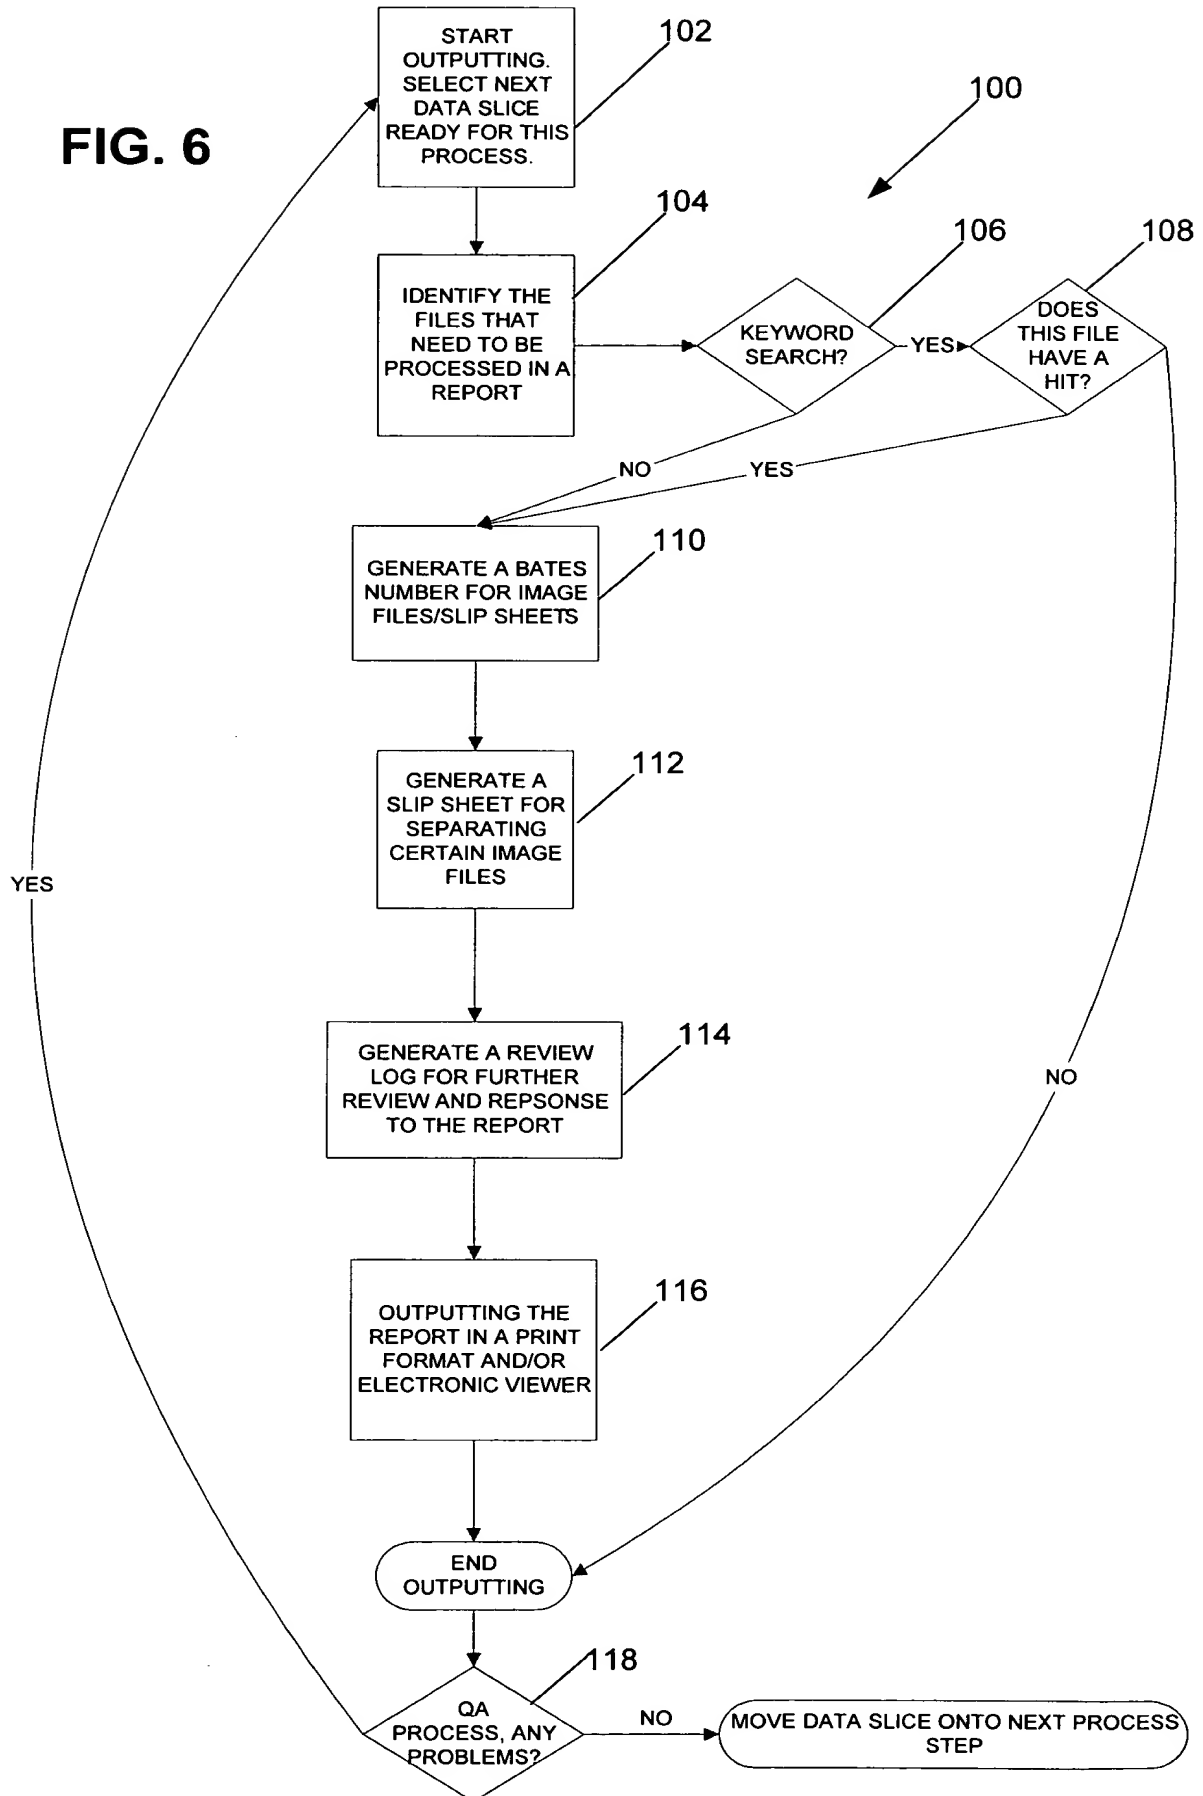 FIG. 6
START
OUTPUTTING.
SELECT NEXT
DATA SLICE
READY FOR THIS
PROCESS.
102
100
104
IDENTIFY THE
FILES THAT
NEED TO BE
PROCESSED IN A
REPORT
106
KEYWORD
SEARCH?
YES
108
DOES
THIS FILE
HAVE A
HIT?
NO
YES
110
GENERATE A BATES
NUMBER FOR IMAGE
FILES/SLIP SHEETS
112
GENERATE A
SLIP SHEET FOR
SEPARATING
CERTAIN IMAGE
FILES
YES
114
GENERATE A REVIEW
LOG FOR FURTHER
REVIEW AND REPSONSE
TO THE REPORT
NO
116
OUTPUTTING THE
REPORT IN A PRINT
FORMAT AND/OR
ELECTRONIC VIEWER
END
OUTPUTTING
118
QA
PROCESS, ANY
PROBLEMS?
NO
MOVE DATA SLICE ONTO NEXT PROCESS
STEP